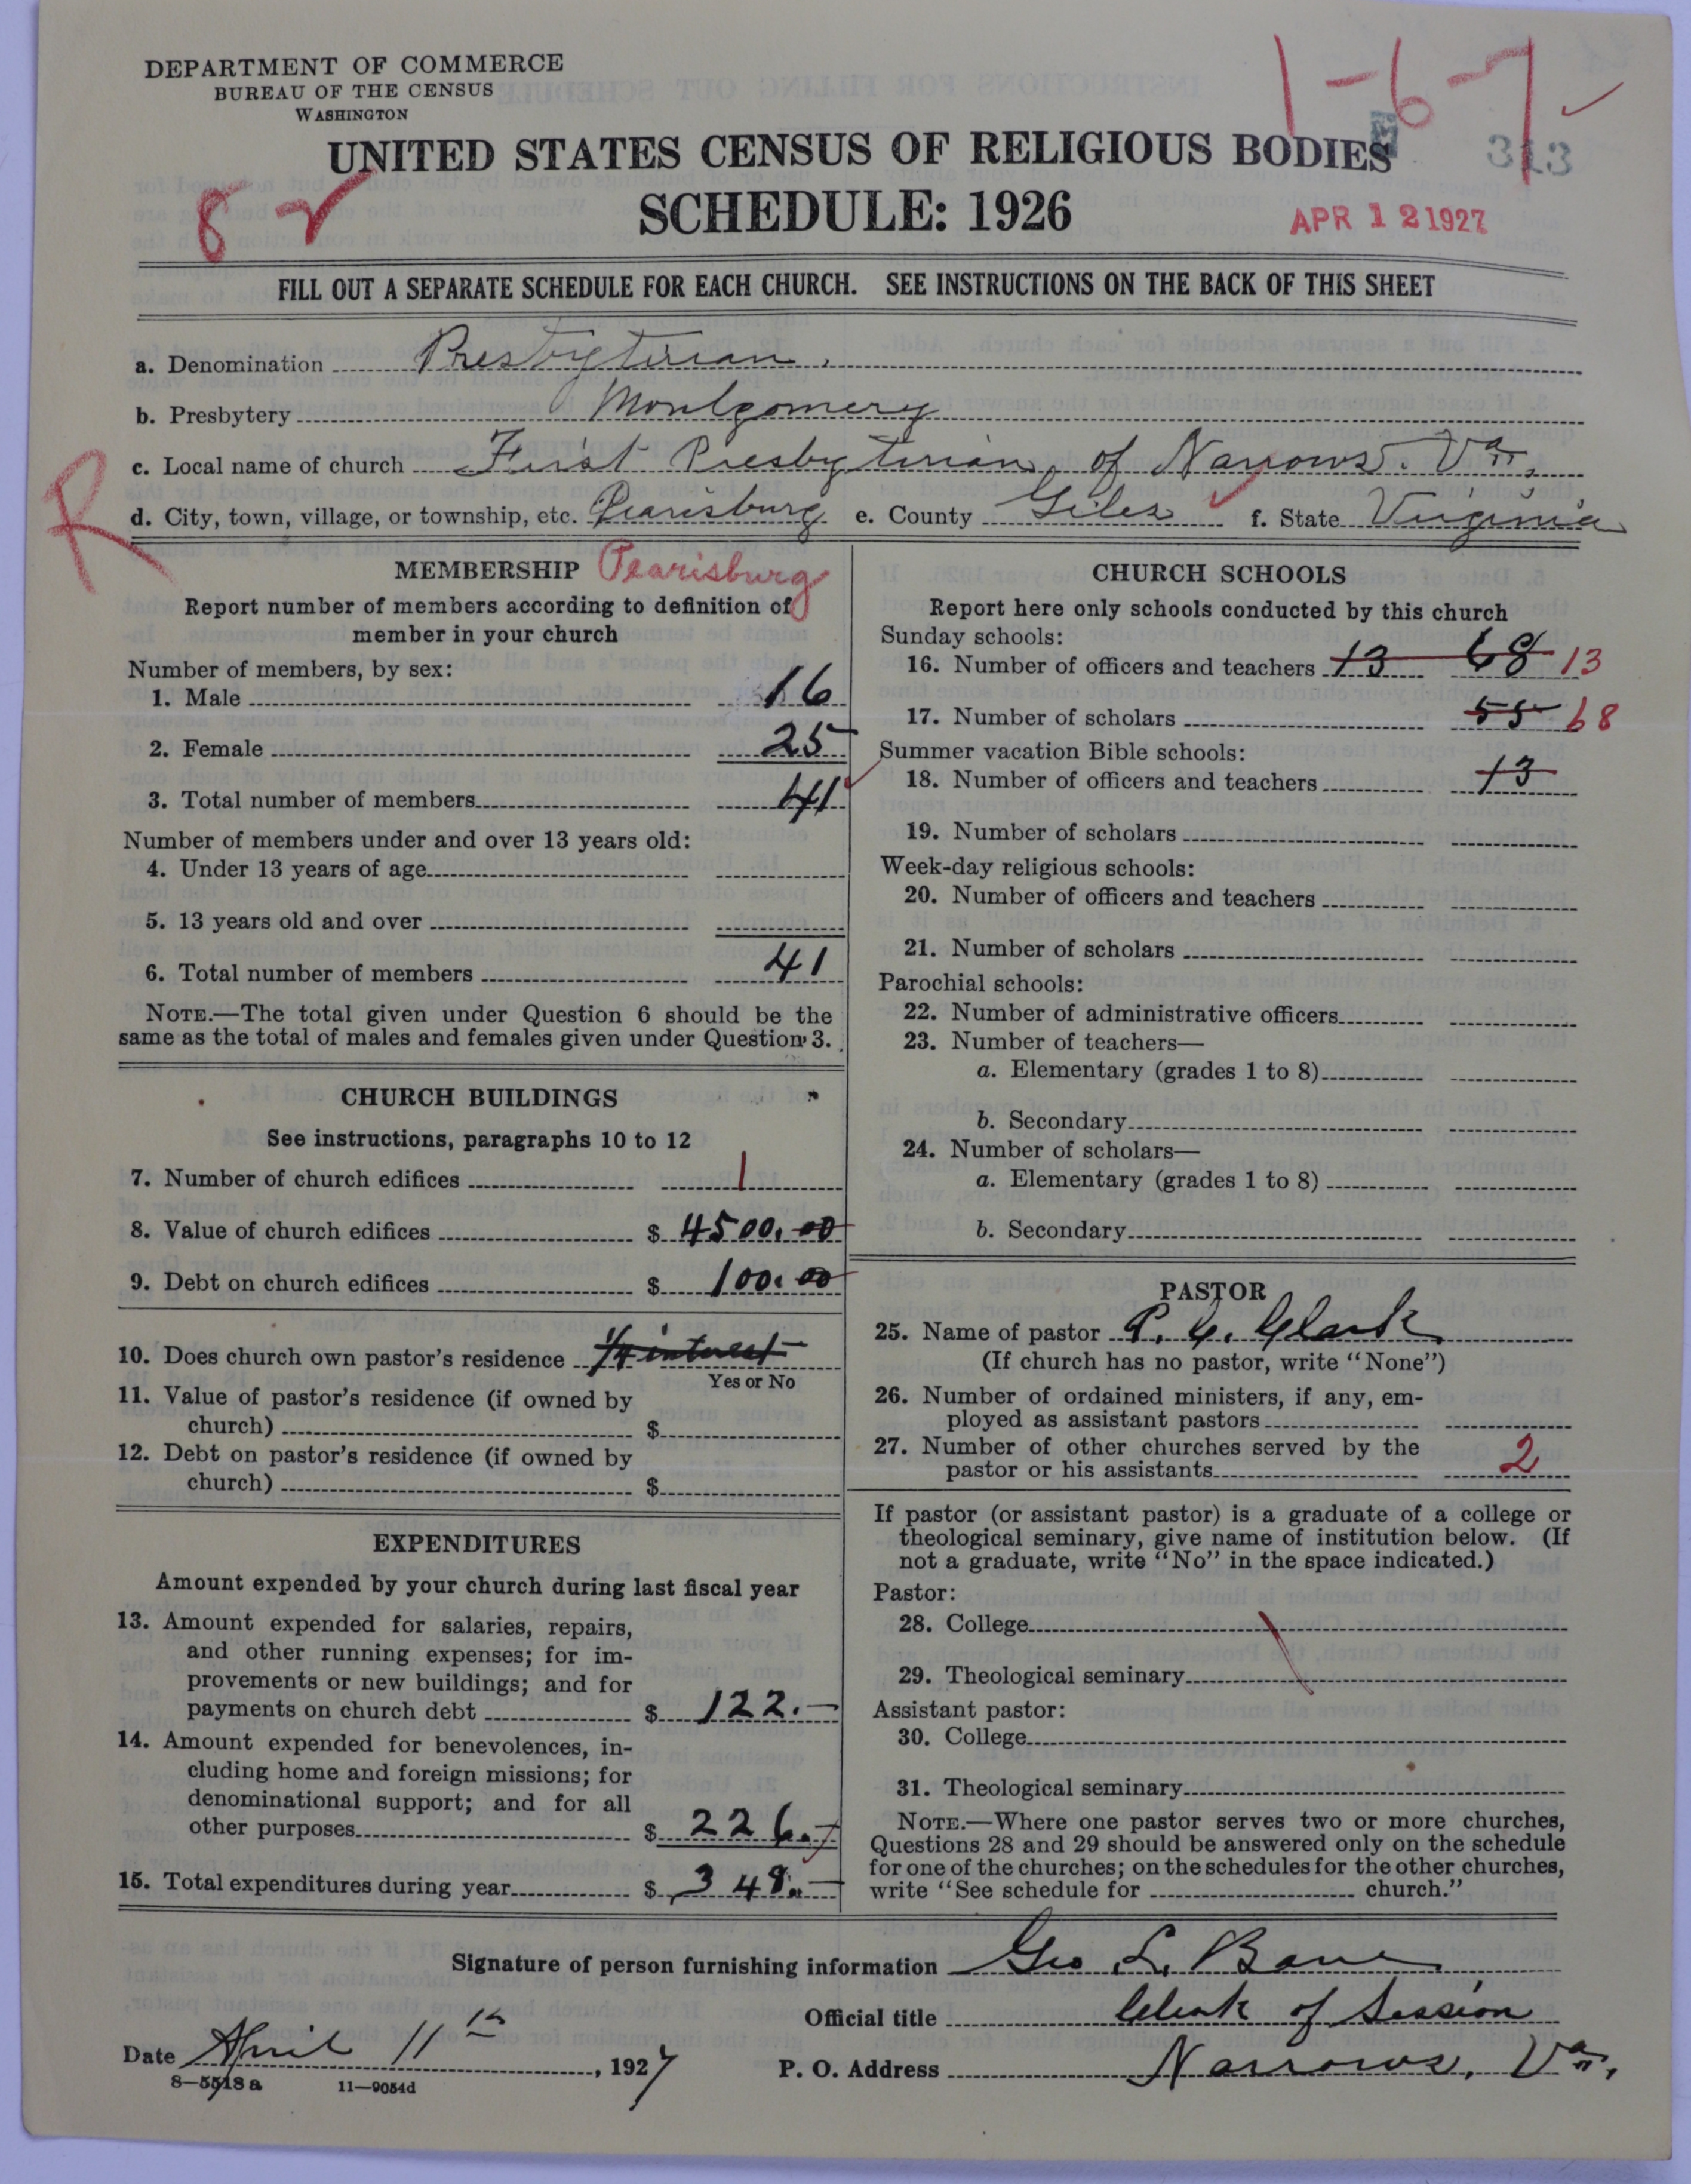 DEPARTMENT OF COMMERCE
BUREAU OF THE CENSUS
WASHINGTON
1-6-7
UNITED STATES CENSUS OF RELIGIOUS BODIES
313
8
SCHEDULE: 1926
APR 12 1927
FILL OUT A SEPARATE SCHEDULE FOR EACH CHURCH. SEE INSTRUCTIONS ON THE BACK OF THIS SHEET
a. Denomination Presbyterian.
b. Presbytery Montgomery
c. Local name of church First Presbyterian, of Narrows. Va.,
R
d. City, town, village, or township, etc. Pearisburg e. County Giles f. State Virginia
MEMBERSHIP Pearisburg
Report number of members according to definition of
member in your church
Number of members, by sex:
1. Male 16
2. Female 25
3. Total number of members 41
Number of members under and over 13 years old:
4. Under 13 years of age
5. 13 years old and over
6. Total number of members 41
NOTE.—The total given under Question 6 should be the
same as the total of males and females given under Question 3.
CHURCH BUILDINGS
See instructions, paragraphs 10 to 12
7. Number of church edifices 1
8. Value of church edifices $ 4500.00
9. Debt on church edifices $ 100.00
10. Does church own pastor's residence 1/4 interest
Yes or No
11. Value of pastor's residence (if owned by
church) $
12. Debt on pastor's residence (if owned by
church) $
EXPENDITURES
Amount expended by your church during last fiscal year
13. Amount expended for salaries, repairs,
and other running expenses; for im-
provements or new buildings; and for
payments on church debt $ 122.—
14. Amount expended for benevolences, in-
cluding home and foreign missions; for
denominational support; and for all
other purposes $ 226.—
15. Total expenditures during year $ 348.—
CHURCH SCHOOLS
Report here only schools conducted by this church
Sunday schools:
16. Number of officers and teachers 13 68 13
17. Number of scholars 55 68
Summer vacation Bible schools:
18. Number of officers and teachers 13
19. Number of scholars
Week-day religious schools:
20. Number of officers and teachers
21. Number of scholars
Parochial schools:
22. Number of administrative officers
23. Number of teachers—
a. Elementary (grades 1 to 8)
b. Secondary
24. Number of scholars—
a. Elementary (grades 1 to 8)
b. Secondary
PASTOR
25. Name of pastor P. C. Clark
(If church has no pastor, write "None")
26. Number of ordained ministers, if any, em-
ployed as assistant pastors
27. Number of other churches served by the
pastor or his assistants 2
If pastor (or assistant pastor) is a graduate of a college or
theological seminary, give name of institution below. (If
not a graduate, write "No" in the space indicated.)
Pastor:
28. College
29. Theological seminary
Assistant pastor:
30. College
31. Theological seminary
NOTE.—Where one pastor serves two or more churches,
Questions 28 and 29 should be answered only on the schedule
for one of the churches; on the schedules for the other churches,
write "See schedule for church."
Signature of person furnishing information Geo L. Bane
Official title Clerk of Session
Date April 11th, 1927
P. O. Address Narrows, Va.,
8—5518a 11—9054d